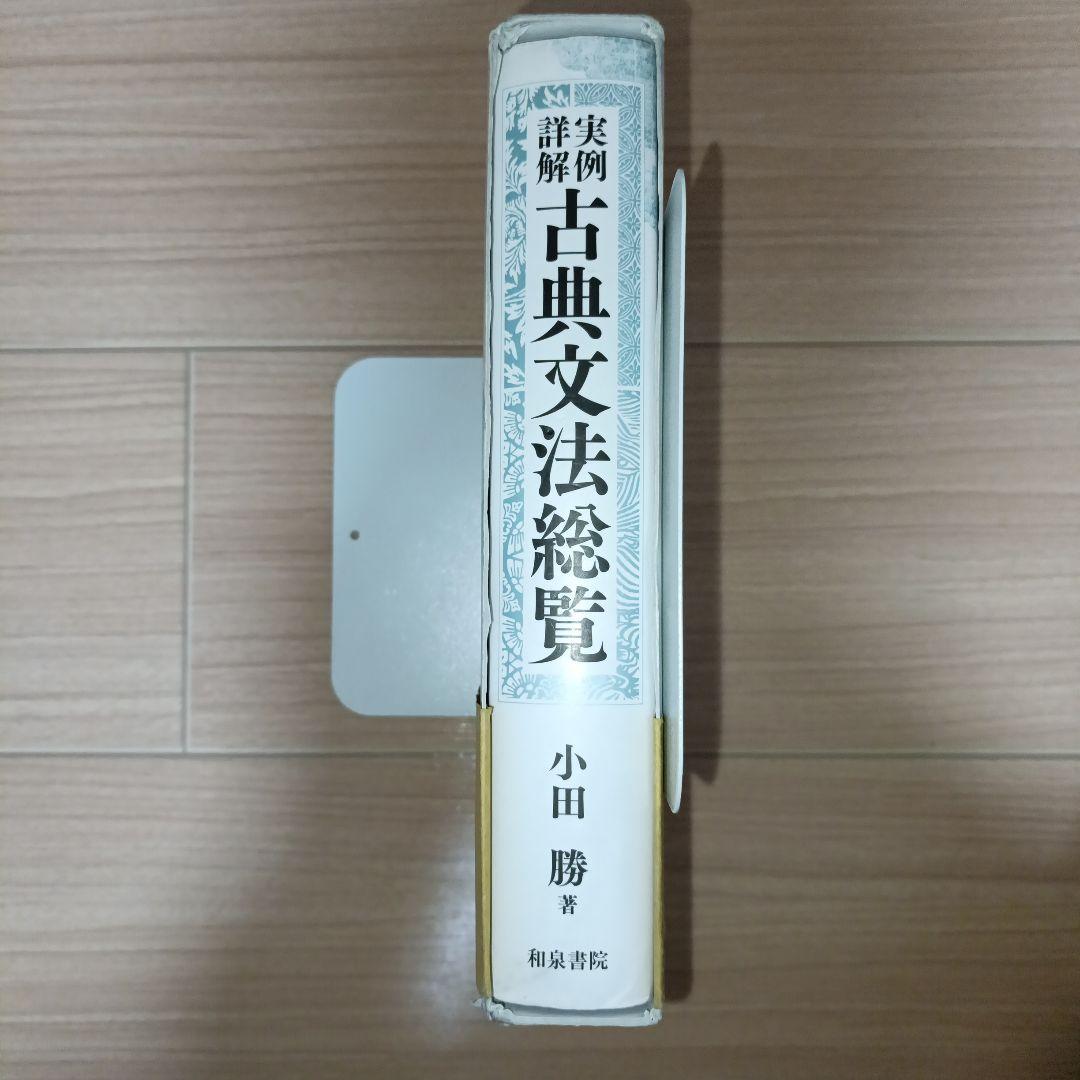 実例
詳解
古典文法総覧
小田 勝 著
和泉書院